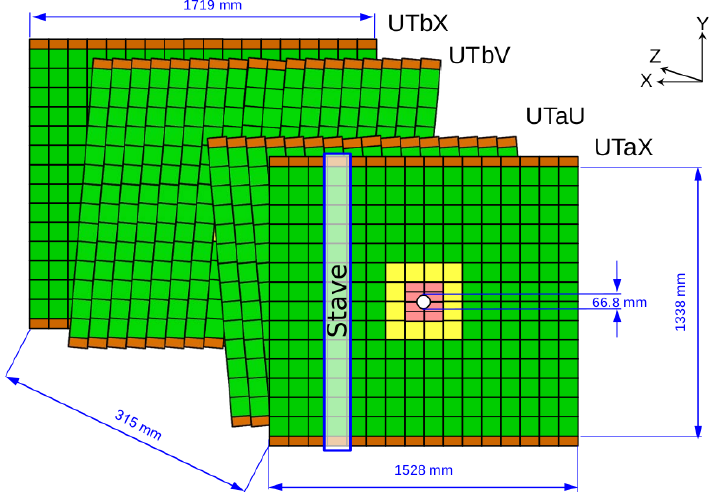 1719 mm
UTbX
UTbV
UTaU
UTaX
Y
Z
X
Stave
66.8 mm
1338 mm
315 mm
1528 mm